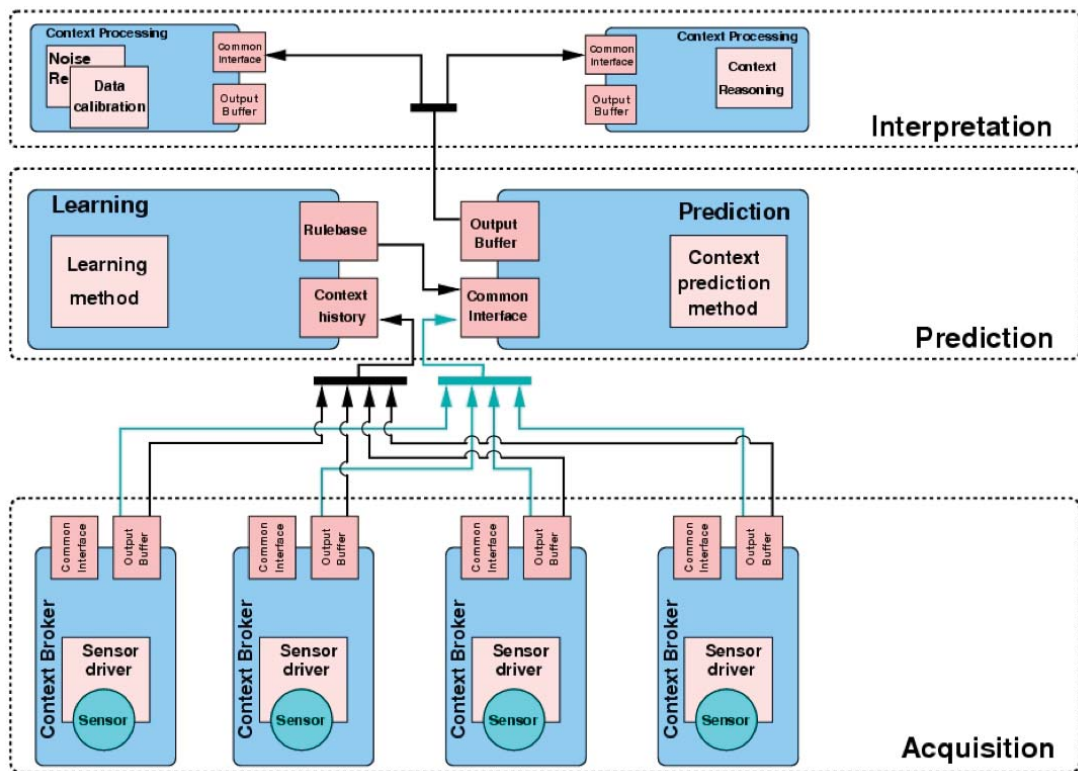 Context Processing
Noise
Re
Data
calibration
Common
Interface
Output
Buffer
Context Processing
Common
Interface
Output
Buffer
Context
Reasoning
Interpretation
Learning
Learning
method
Rulebase
Context
history
Output
Buffer
Common
Interface
Prediction
Context
prediction
method
Prediction
Common
Interface
Output
Buffer
Context Broker
Sensor
driver
Sensor
Common
Interface
Output
Buffer
Context Broker
Sensor
driver
Sensor
Common
Interface
Output
Buffer
Context Broker
Sensor
driver
Sensor
Common
Interface
Output
Buffer
Context Broker
Sensor
driver
Sensor
Acquisition